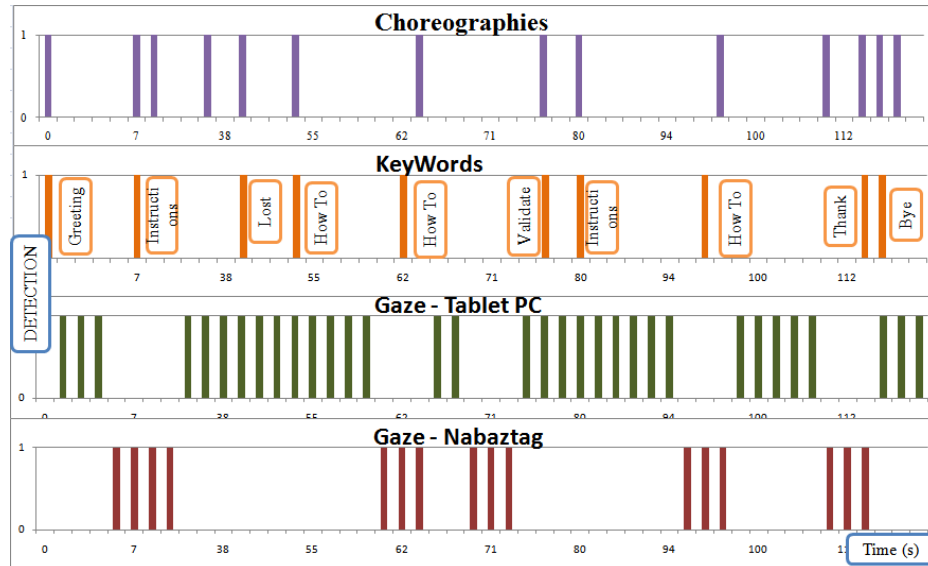 Choreographies
1
0
0 7 38 55 62 71 80 94 100 112
KeyWords
1
Greeting
Instructi
ons
Lost
How To
How To
Validate
Instructi
ons
How To
Thank
Bye
7 38 55 62 71 80 94 100 112
DETECTION
Gaze - Tablet PC
0
0 7 38 55 62 71 80 94 100 112
Gaze - Nabaztag
1
0
0 7 38 55 62 71 80 94 100
Time (s)